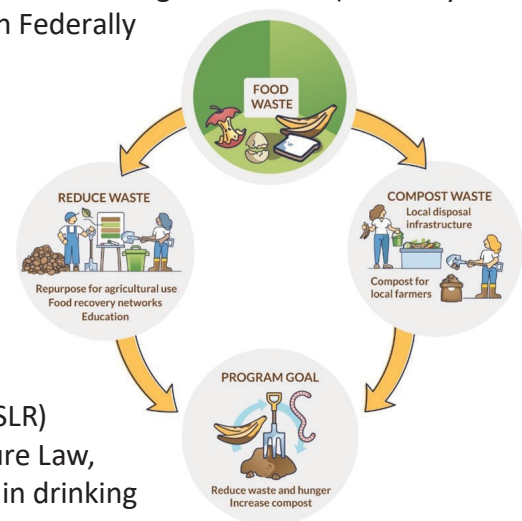 n Federally
FOOD
WASTE
REDUCE WASTE
Repurpose for agricultural use
Food recovery networks
Education
COMPOST WASTE
Local disposal
infrastructure
Compost for
local farmers
PROGRAM GOAL
Reduce waste and hunger
Increase compost
SLR)
ure Law,
in drinking